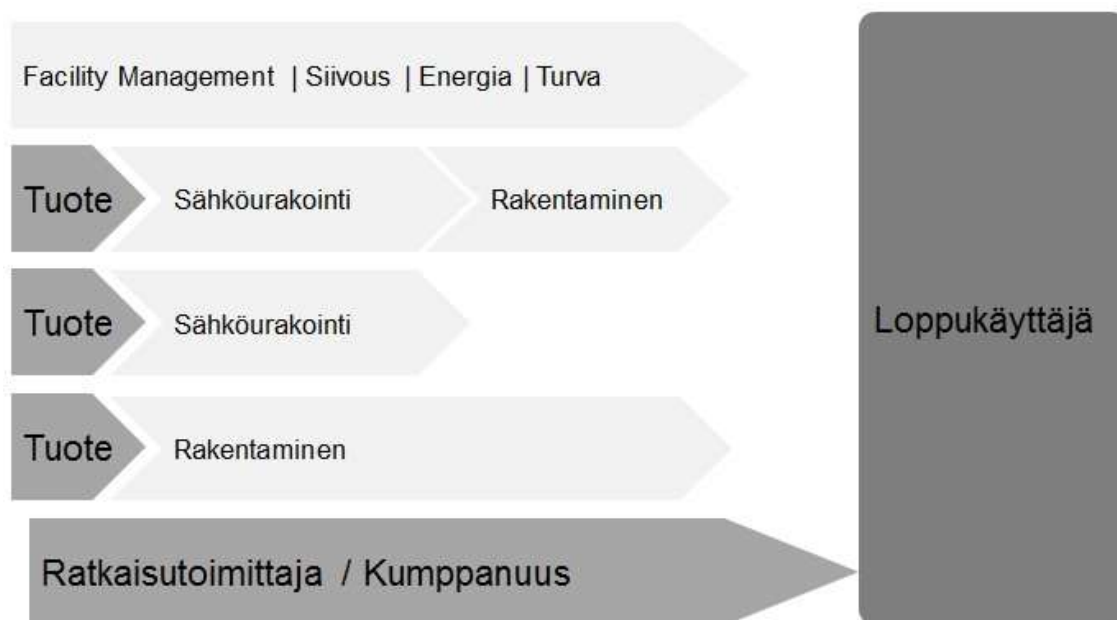 Facility Management | Siivous | Energia | Turva
Tuote
Sähköurakointi
Rakentaminen
Tuote
Sähköurakointi
Tuote
Rakentaminen
Ratkaisutoimittaja / Kumppanuus
Loppukäyttäjä